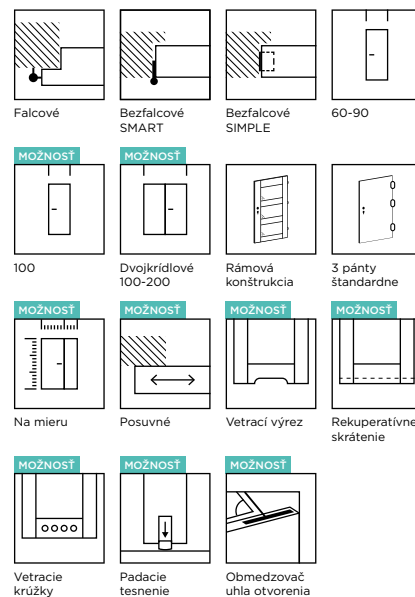 Falcové
Bezfalcové
SMART
Bezfalcové
SIMPLE
60-90
MOŽNOSŤ
100
MOŽNOSŤ
Dvojkrídlové
100-200
Rámová
konštrukcia
3 pánty
štandardne
MOŽNOSŤ
Na mieru
MOŽNOSŤ
Posuvné
MOŽNOSŤ
Vetrací výrez
MOŽNOSŤ
Rekuperatívne
skrátenie
MOŽNOSŤ
Vetracie
krúžky
MOŽNOSŤ
Padacie
tesnenie
MOŽNOSŤ
Obmedzovač
uhla otvorenia